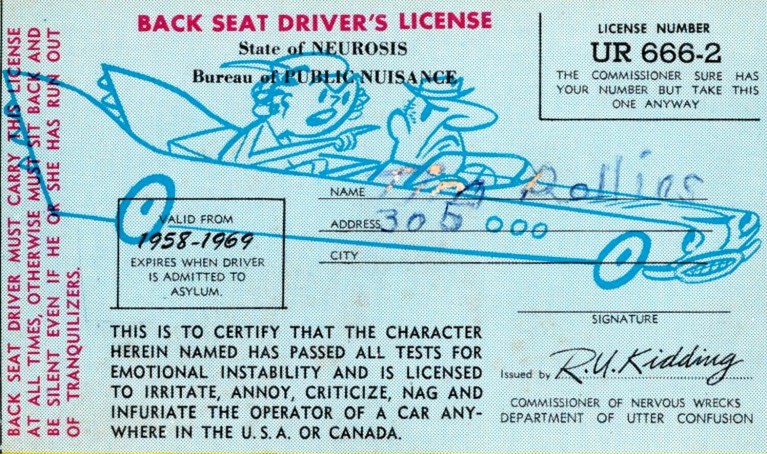 BACK SEAT DRIVER'S LICENSE
State of NEUROSIS
Bureau of PUBLIC NUISANCE
LICENSE NUMBER
UR 666-2
THE COMMISSIONER SURE HAS
YOUR NUMBER BUT TAKE THIS
ONE ANYWAY
BACK SEAT DRIVER MUST CARRY THIS LICENSE
AT ALL TIMES, OTHERWISE MUST SIT BACK AND
BE SILENT EVEN IF HE OR SHE HAS RUN OUT
OF TRANQUILIZERS.
NAME Rollins
ADDRESS 305 000
CITY
VALID FROM
1958-1969
EXPIRES WHEN DRIVER
IS ADMITTED TO
ASYLUM.
SIGNATURE
THIS IS TO CERTIFY THAT THE CHARACTER
HEREIN NAMED HAS PASSED ALL TESTS FOR
EMOTIONAL INSTABILITY AND IS LICENSED
TO IRRITATE, ANNOY, CRITICIZE, NAG AND
INFURIATE THE OPERATOR OF A CAR ANY-
WHERE IN THE U.S.A. OR CANADA.
Issued by R.U. Kidding
COMMISSIONER OF NERVOUS WRECKS
DEPARTMENT OF UTTER CONFUSION